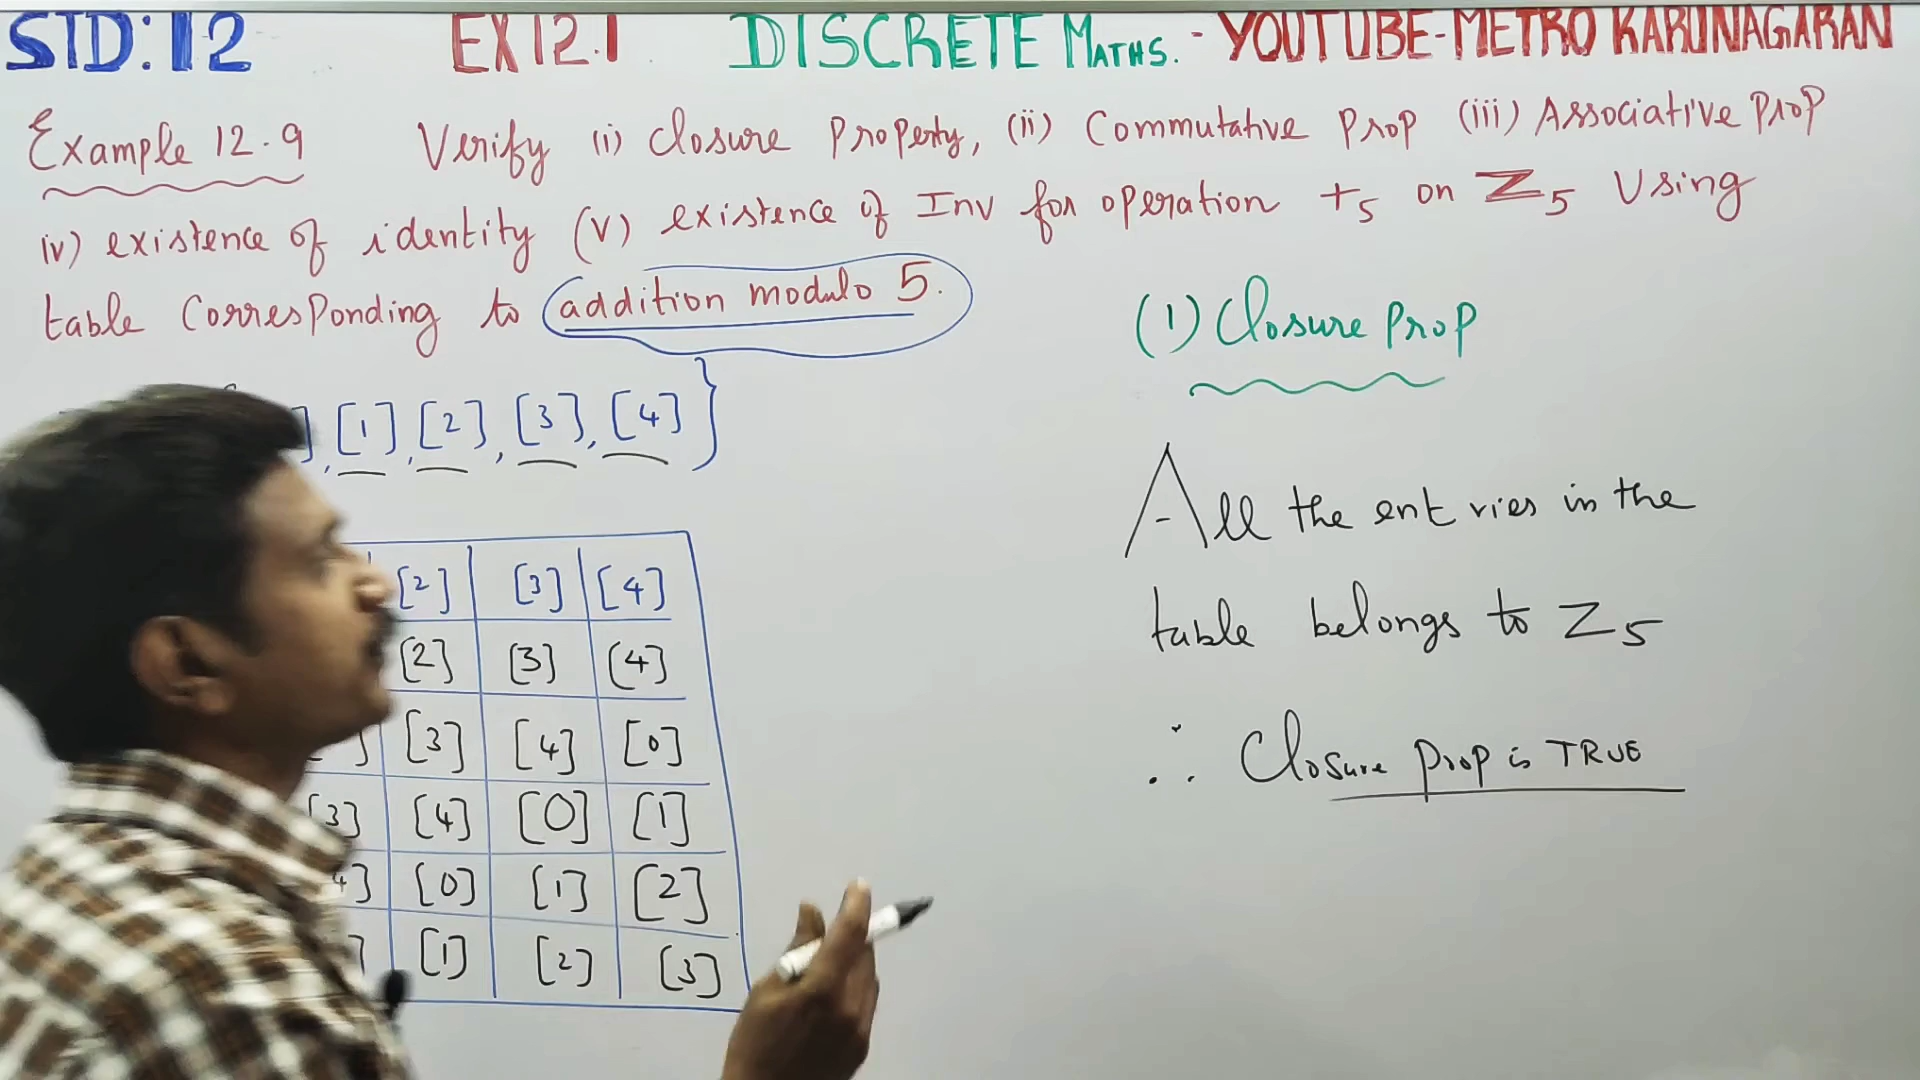 STD: 12 EX 12.1 DISCRETE MATHS. - YOUTUBE-METRO KARUNAGARAN
Example 12.9 Verify (i) Closure Property, (ii) Commutative Prop (iii) Associative Prop
iv) existence of identity (v) existence of Inv for operation +5 on Z5 Using
table Corresponding to addition modulo 5.
], [1], [2], [3], [4] }
[2] [3] [4]
[2] [3] [4]
] [3] [4] [0]
[3] [4] [0] [1]
4] [0] [1] [2]
] [1] [2] [3]
(1) Closure Prop
All the entries in the
table belongs to Z5
∴ Closure Prop is TRUE